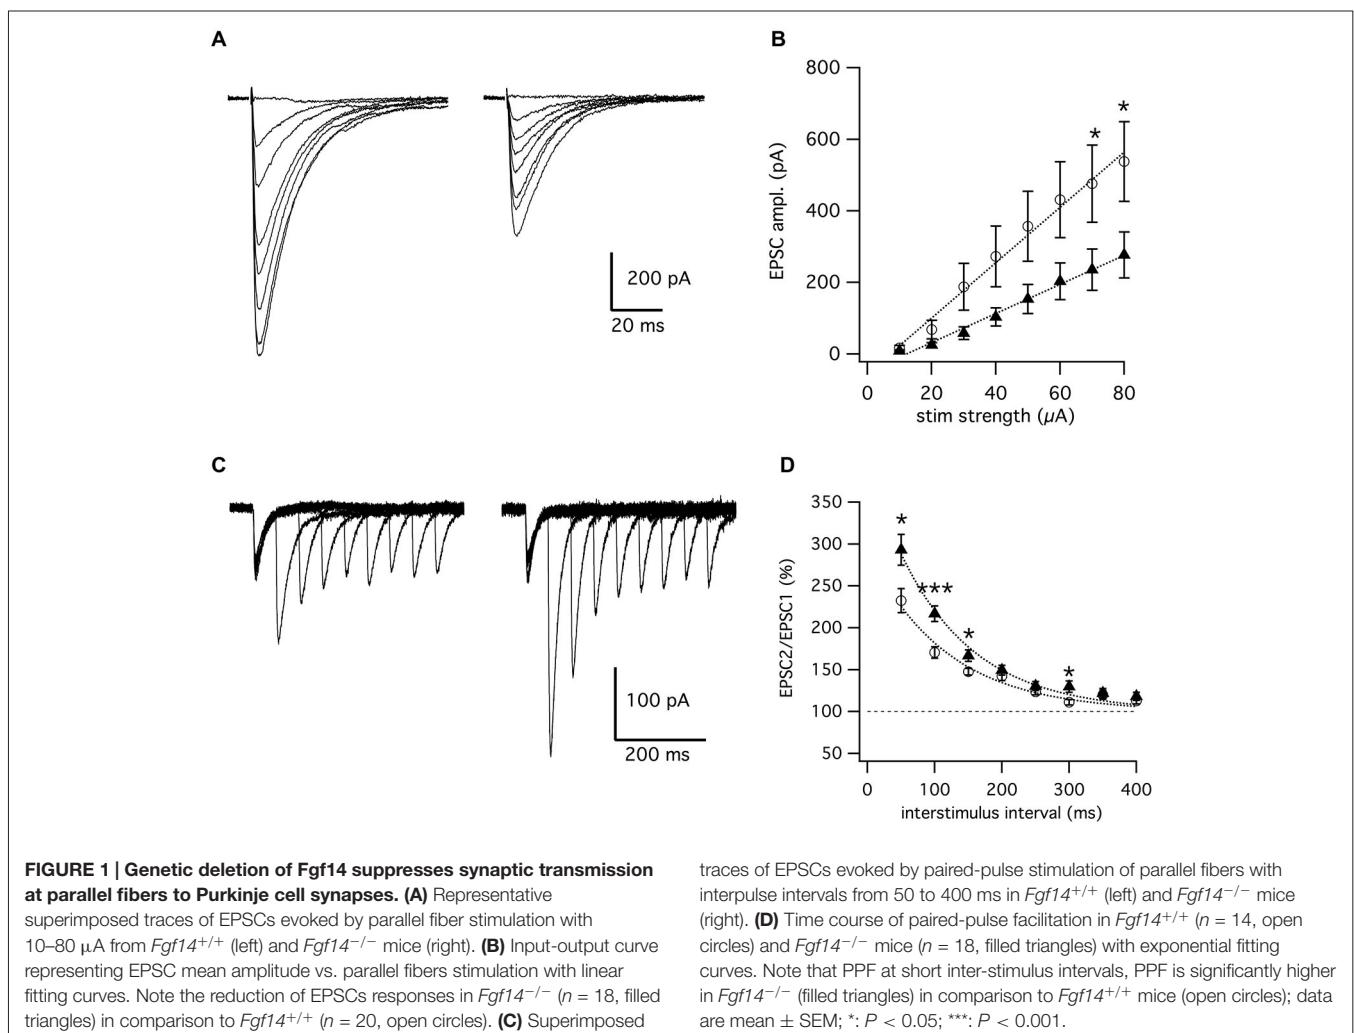 A
200 pA
20 ms
B
800
600
400
200
0
EPSC ampl. (pA)
*
*
0 20 40 60 80
stim strength (µA)
C
100 pA
200 ms
D
350
300
250
200
150
100
50
EPSC2/EPSC1 (%)
*
***
*
*
0 100 200 300 400
interstimulus interval (ms)
FIGURE 1 | Genetic deletion of Fgf14 suppresses synaptic transmission
at parallel fibers to Purkinje cell synapses. (A) Representative
superimposed traces of EPSCs evoked by parallel fiber stimulation with
10–80 µA from Fgf14+/+ (left) and Fgf14−/− mice (right). (B) Input-output curve
representing EPSC mean amplitude vs. parallel fibers stimulation with linear
fitting curves. Note the reduction of EPSCs responses in Fgf14−/− (n = 18, filled
triangles) in comparison to Fgf14+/+ (n = 20, open circles). (C) Superimposed
traces of EPSCs evoked by paired-pulse stimulation of parallel fibers with
interpulse intervals from 50 to 400 ms in Fgf14+/+ (left) and Fgf14−/− mice
(right). (D) Time course of paired-pulse facilitation in Fgf14+/+ (n = 14, open
circles) and Fgf14−/− mice (n = 18, filled triangles) with exponential fitting
curves. Note that PPF at short inter-stimulus intervals, PPF is significantly higher
in Fgf14−/− (filled triangles) in comparison to Fgf14+/+ mice (open circles); data
are mean ± SEM; *: P < 0.05; ***: P < 0.001.